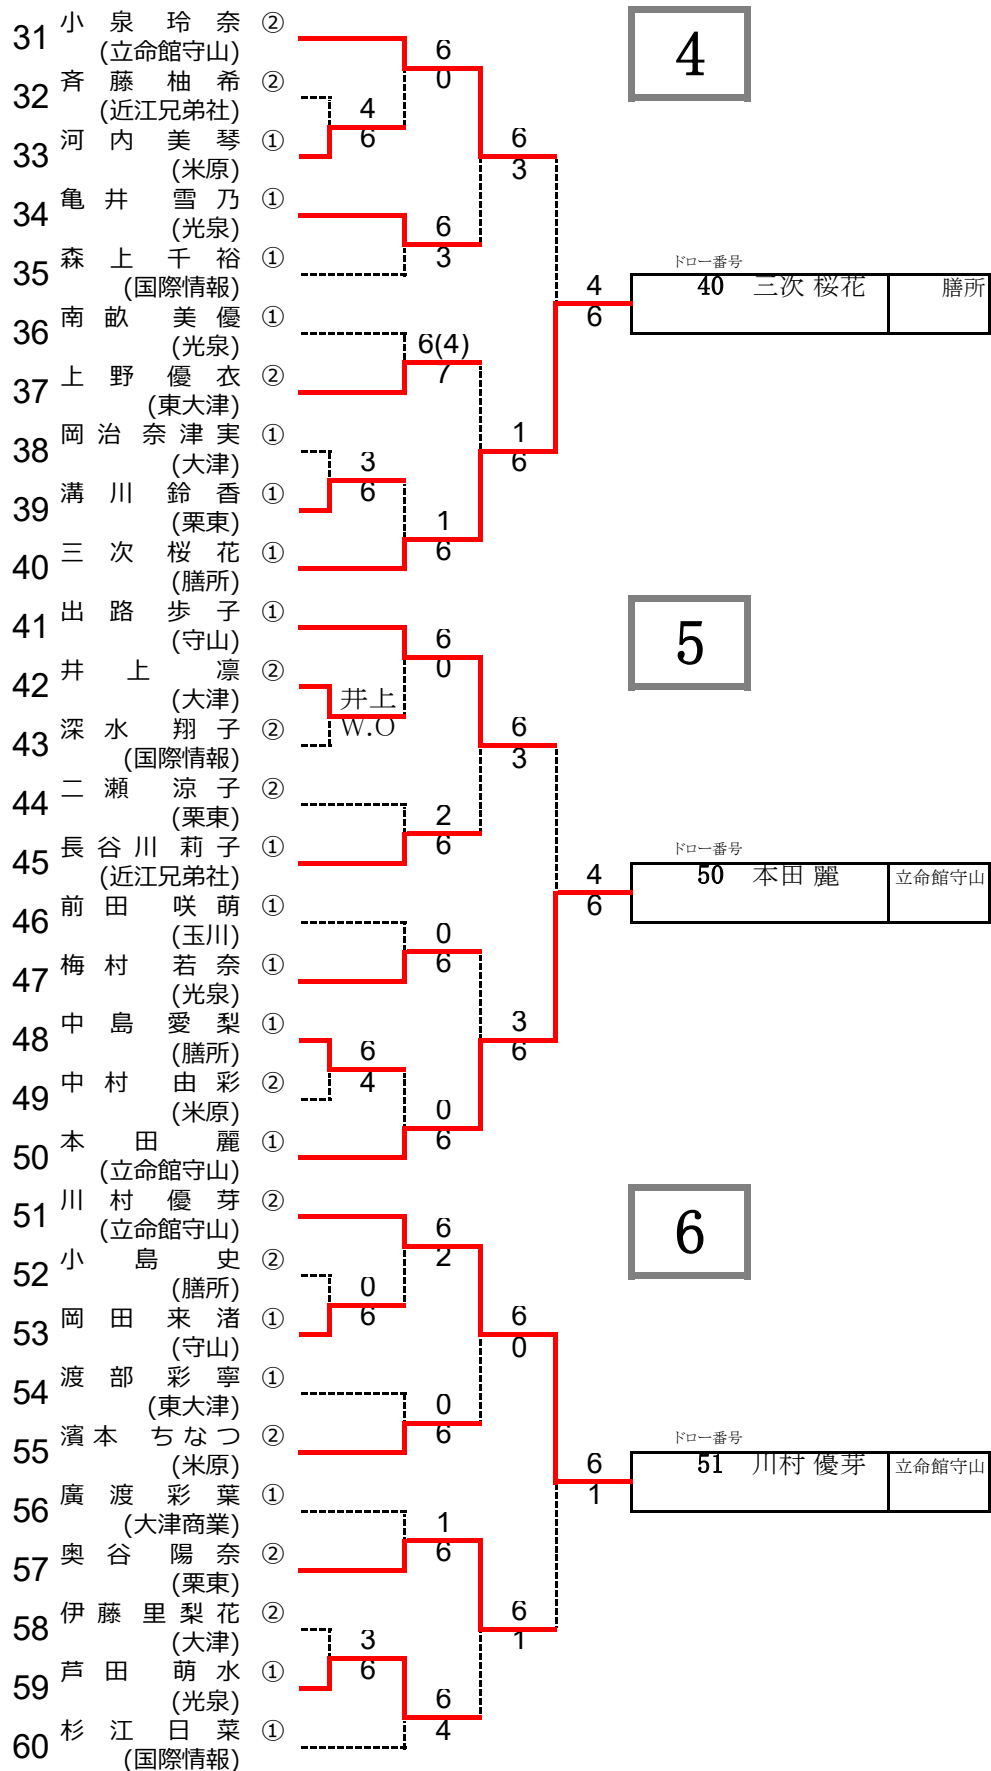 4
31 小泉 玲奈 ②
(立命館守山)
6
0
32 斉藤 柚希 ②
(近江兄弟社)
4
6
33 河内 美琴 ①
(米原)
6
3
34 亀井 雪乃 ①
(光泉)
6
3
35 森上 千裕 ①
(国際情報)
4
6
ドロー番号
40 三次 桜花 膳所
36 南畝 美優 ①
(光泉)
6(4)
7
37 上野 優衣 ②
(東大津)
38 岡治 奈津実 ①
(大津)
3
6
1
6
39 溝川 鈴香 ①
(栗東)
1
6
40 三次 桜花 ①
(膳所)
5
41 出路 歩子 ①
(守山)
6
0
42 井上 凛 ②
(大津)
井上
W.O
43 深水 翔子 ②
(国際情報)
6
3
44 二瀬 涼子 ②
(栗東)
2
6
45 長谷川 莉子 ①
(近江兄弟社)
4
6
ドロー番号
50 本田 麗 立命館守山
46 前田 咲萌 ①
(玉川)
0
6
47 梅村 若奈 ①
(光泉)
48 中島 愛梨 ①
(膳所)
6
4
3
6
49 中村 由彩 ②
(米原)
0
6
50 本田 麗 ①
(立命館守山)
6
51 川村 優芽 ②
(立命館守山)
6
2
52 小島 史 ②
(膳所)
0
6
53 岡田 来渚 ①
(守山)
6
0
54 渡部 彩寧 ①
(東大津)
0
6
55 濱本 ちなつ ②
(米原)
6
1
ドロー番号
51 川村 優芽 立命館守山
56 廣渡 彩葉 ①
(大津商業)
1
6
57 奥谷 陽奈 ②
(栗東)
58 伊藤 里梨花 ②
(大津)
3
6
6
1
59 芦田 萌水 ①
(光泉)
6
4
60 杉江 日菜 ①
(国際情報)